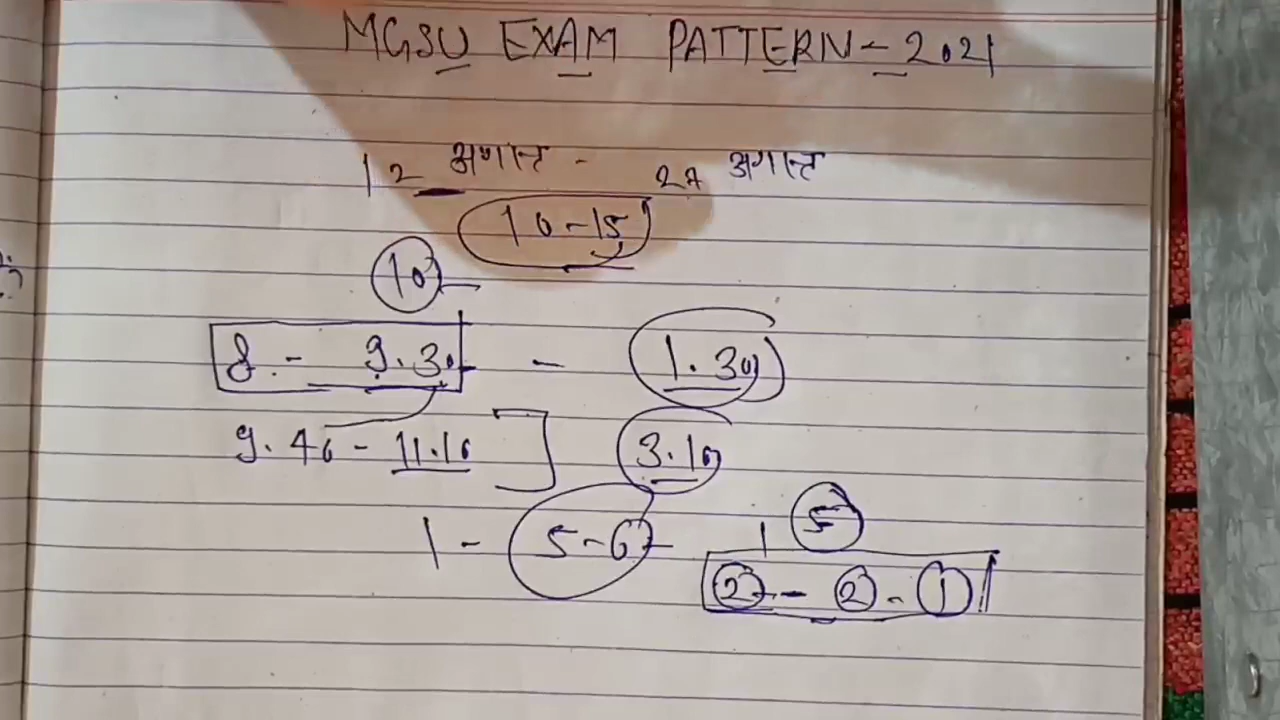 MGSU EXAM PATTERN - 2021
12 अगस्त - 27 अगस्त
10-15
10
8 - 9.30 - 1.30
9.40 - 11.10 3.10
1 - 5-6 - 1 5
2 - 2 - 1